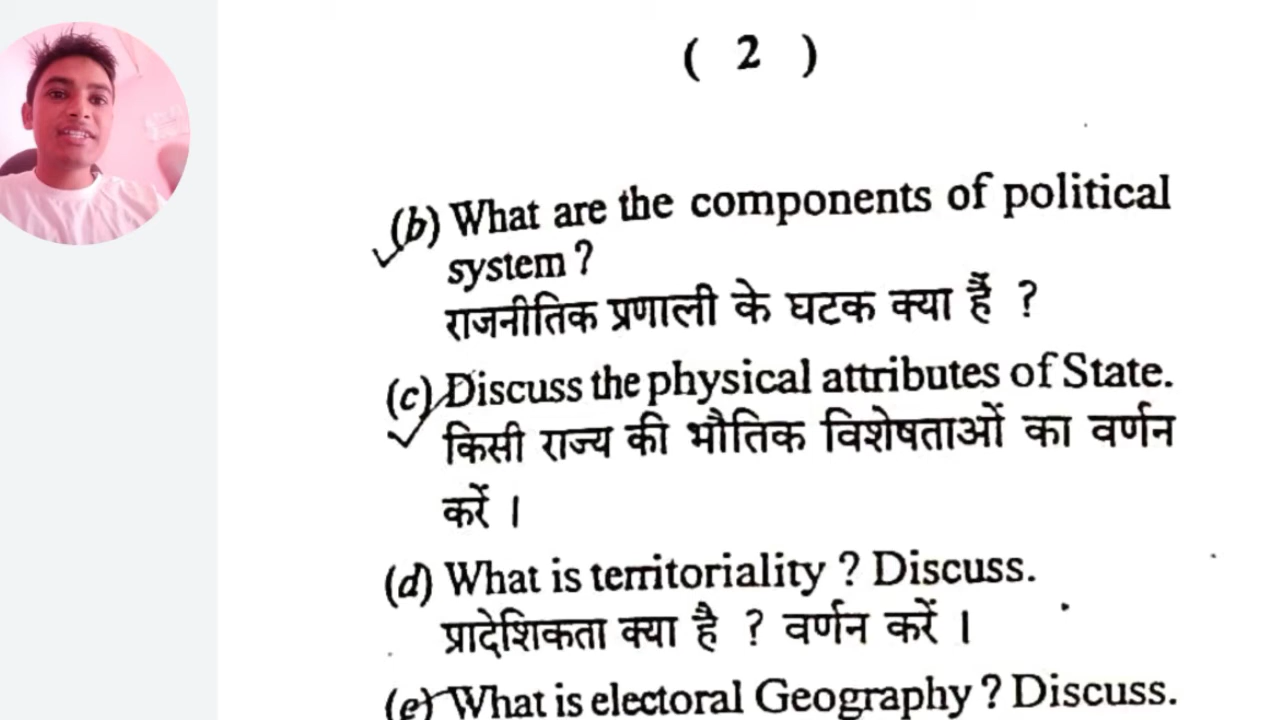 ( 2 )
(b) What are the components of political
system ?
राजनीतिक प्रणाली के घटक क्या हैं ?
(c) Discuss the physical attributes of State.
किसी राज्य की भौतिक विशेषताओं का वर्णन
करें ।
(d) What is territoriality ? Discuss.
प्रादेशिकता क्या है ? वर्णन करें ।
(e) What is electoral Geography ? Discuss.